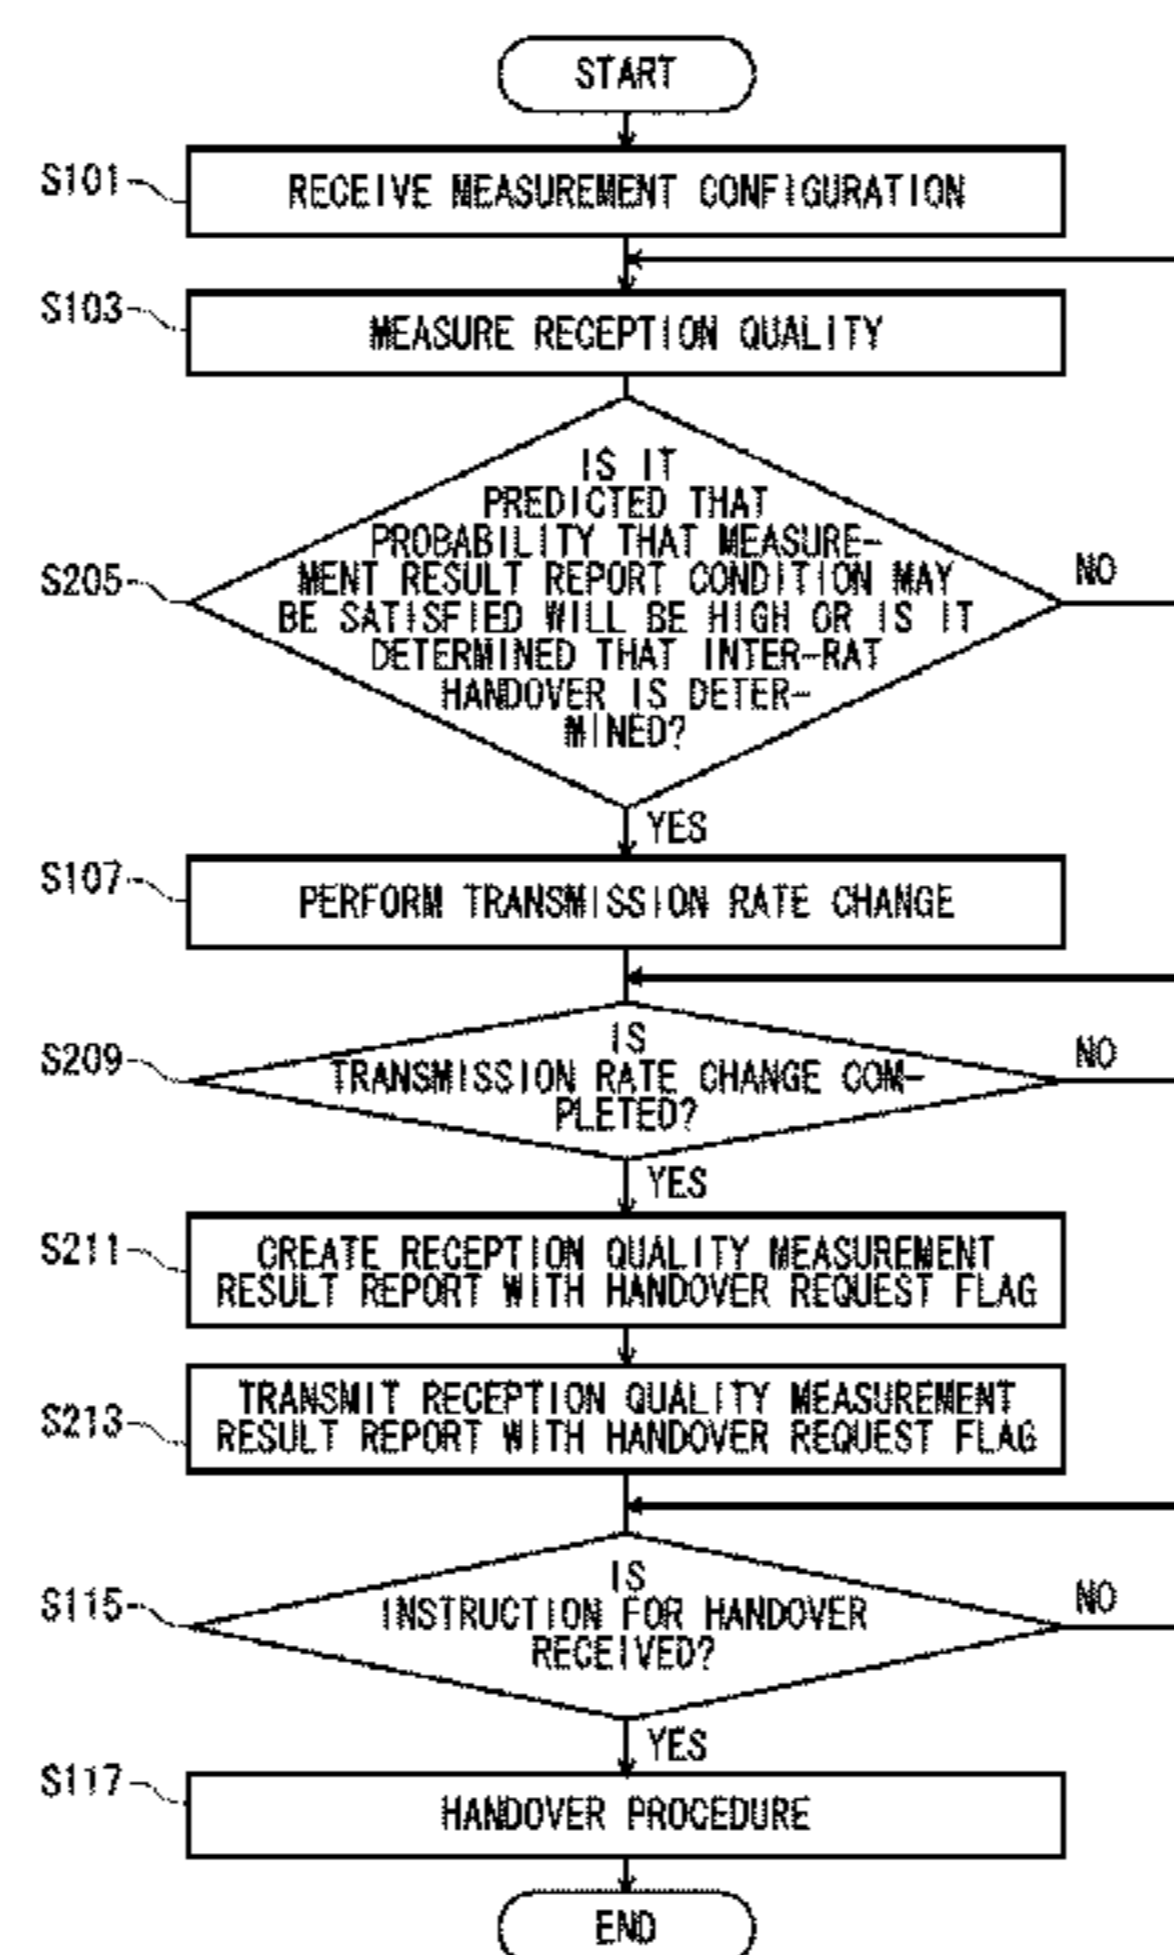 START
S101
RECEIVE MEASUREMENT CONFIGURATION
S103
MEASURE RECEPTION QUALITY
S205
IS IT
PREDICTED THAT
PROBABILITY THAT MEASURE-
MENT RESULT REPORT CONDITION MAY
BE SATISFIED WILL BE HIGH OR IS IT
DETERMINED THAT INTER-RAT
HANDOVER IS DETER-
MINED?
NO
YES
S107
PERFORM TRANSMISSION RATE CHANGE
S209
IS
TRANSMISSION RATE CHANGE COM-
PLETED?
NO
YES
S211
CREATE RECEPTION QUALITY MEASUREMENT
RESULT REPORT WITH HANDOVER REQUEST FLAG
S213
TRANSMIT RECEPTION QUALITY MEASUREMENT
RESULT REPORT WITH HANDOVER REQUEST FLAG
S115
IS
INSTRUCTION FOR HANDOVER
RECEIVED?
NO
YES
S117
HANDOVER PROCEDURE
END